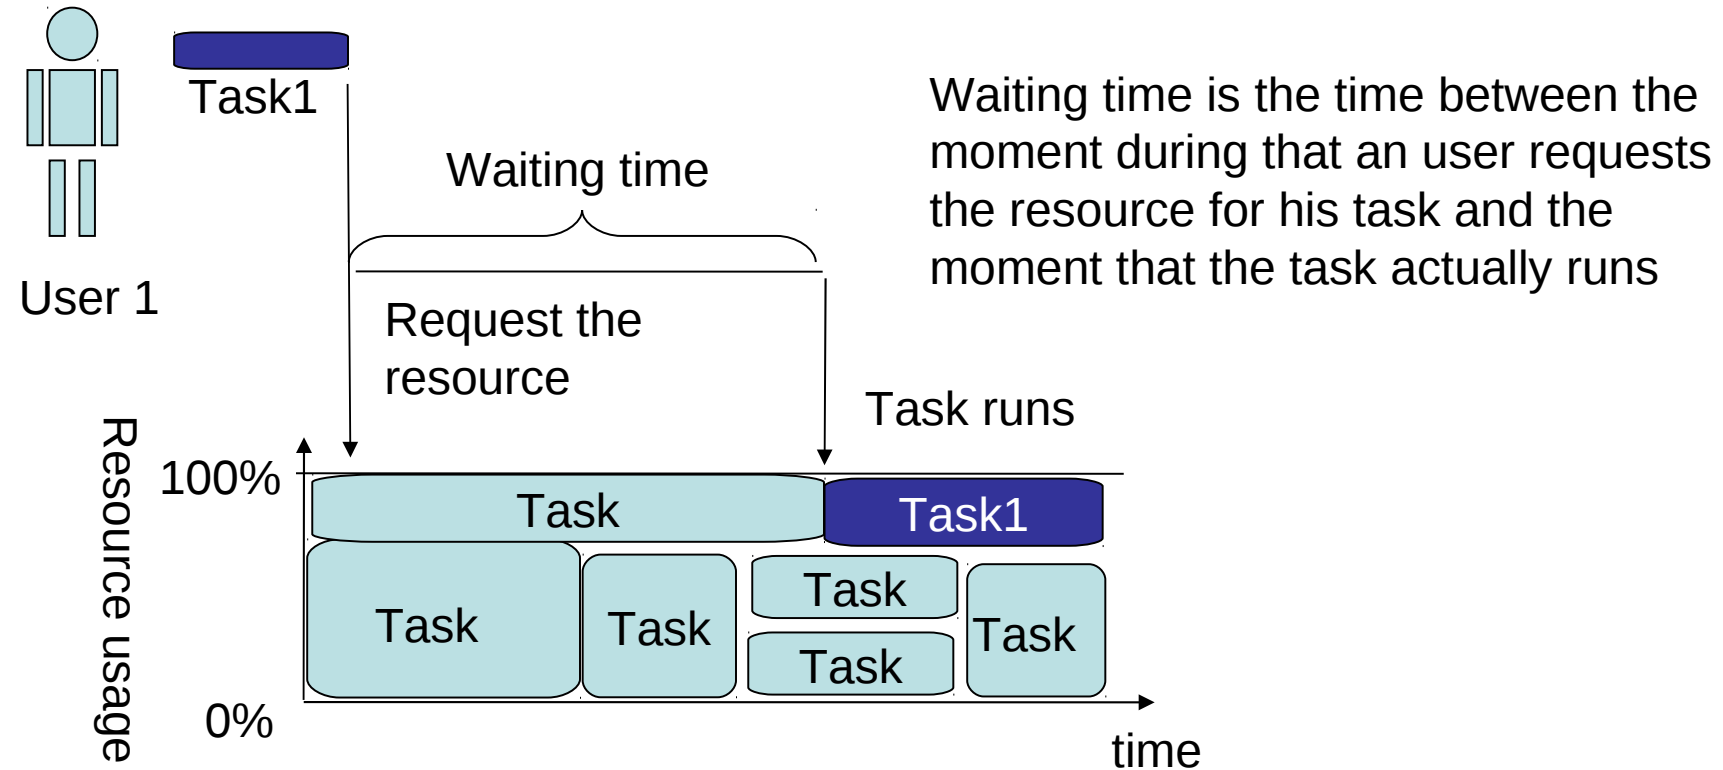 Task1
User 1
Waiting time
Waiting time is the time between the
moment during that an user requests
the resource for his task and the
moment that the task actually runs
Request the
resource
Task runs
Resource usage
100%
0%
Task
Task1
Task
Task
Task
Task
Task
time